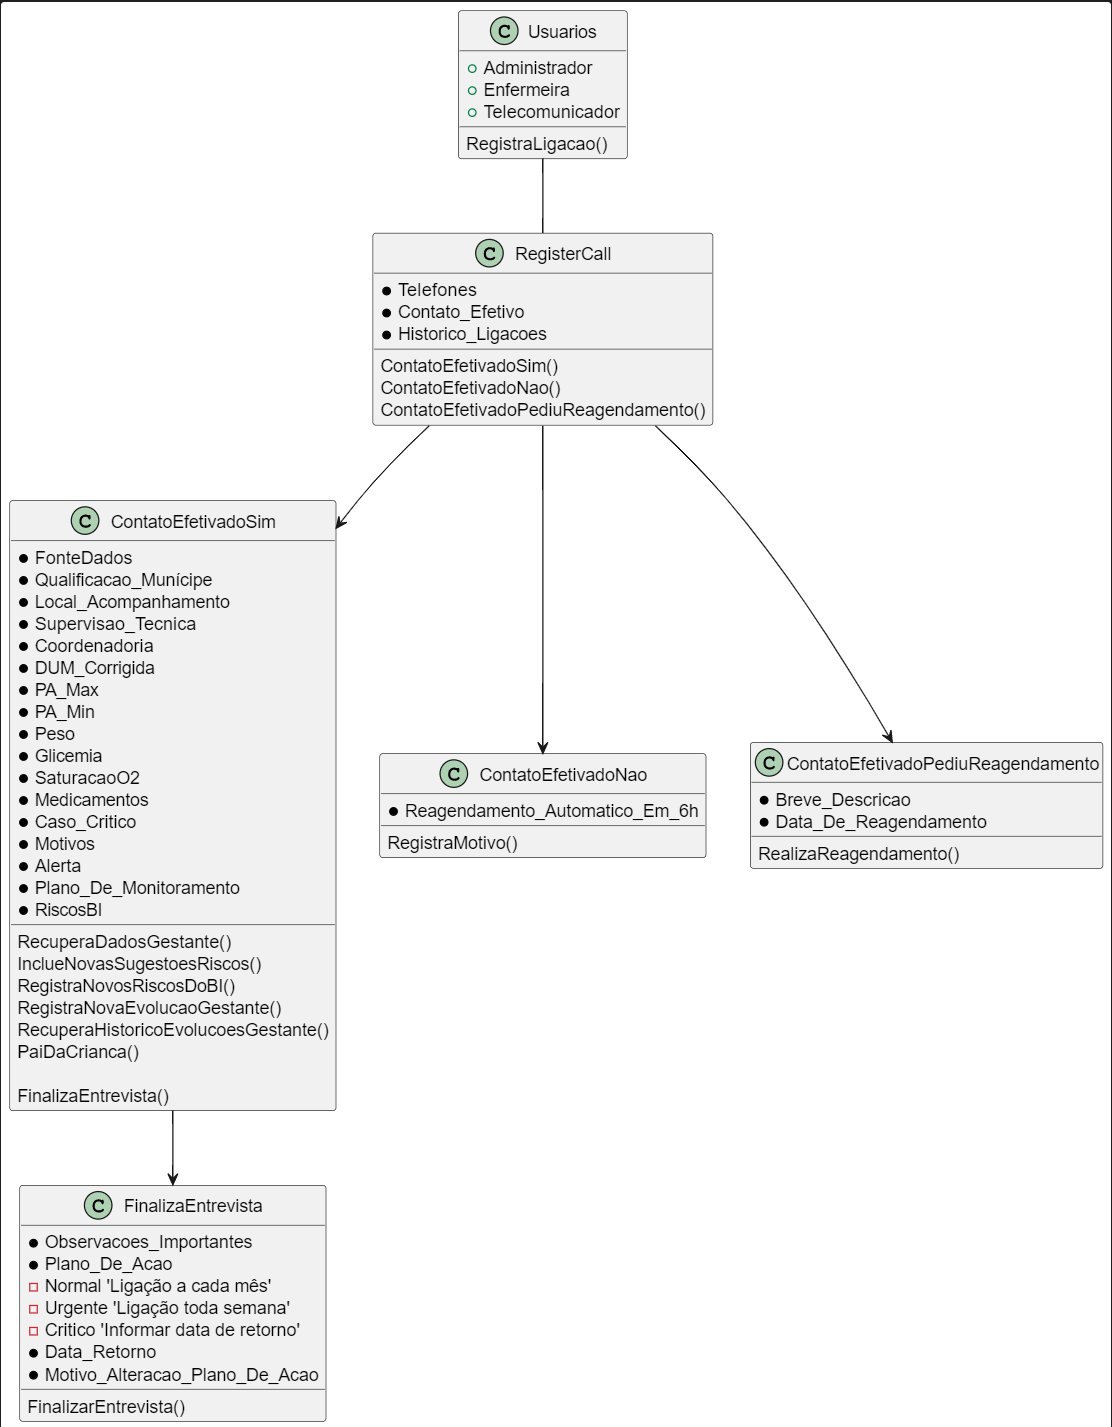 C Usuarios
Administrador
Enfermeira
Telecomunicador
RegistraLigacao()
C RegisterCall
Telefones
Contato_Efetivo
Historico_Ligacoes
ContatoEfetivadoSim()
ContatoEfetivadoNao()
ContatoEfetivadoPediuReagendamento()
C ContatoEfetivadoSim
FonteDados
Qualificacao_Munícipe
Local_Acompanhamento
Supervisao_Tecnica
Coordenadoria
DUM_Corrigida
PA_Max
PA_Min
Peso
Glicemia
SaturacaoO2
Medicamentos
Caso_Critico
Motivos
Alerta
Plano_De_Monitoramento
RiscosBI
RecuperaDadosGestante()
InclueNovasSugestoesRiscos()
RegistraNovosRiscosDoBI()
RegistraNovaEvolucaoGestante()
RecuperaHistoricoEvolucoesGestante()
PaiDaCrianca()
FinalizaEntrevista()
C ContatoEfetivadoNao
Reagendamento_Automatico_Em_6h
RegistraMotivo()
C ContatoEfetivadoPediuReagendamento
Breve_Descricao
Data_De_Reagendamento
RealizaReagendamento()
C FinalizaEntrevista
Observacoes_Importantes
Plano_De_Acao
Normal 'Ligação a cada mês'
Urgente 'Ligação toda semana'
Critico 'Informar data de retorno'
Data_Retorno
Motivo_Alteracao_Plano_De_Acao
FinalizarEntrevista()